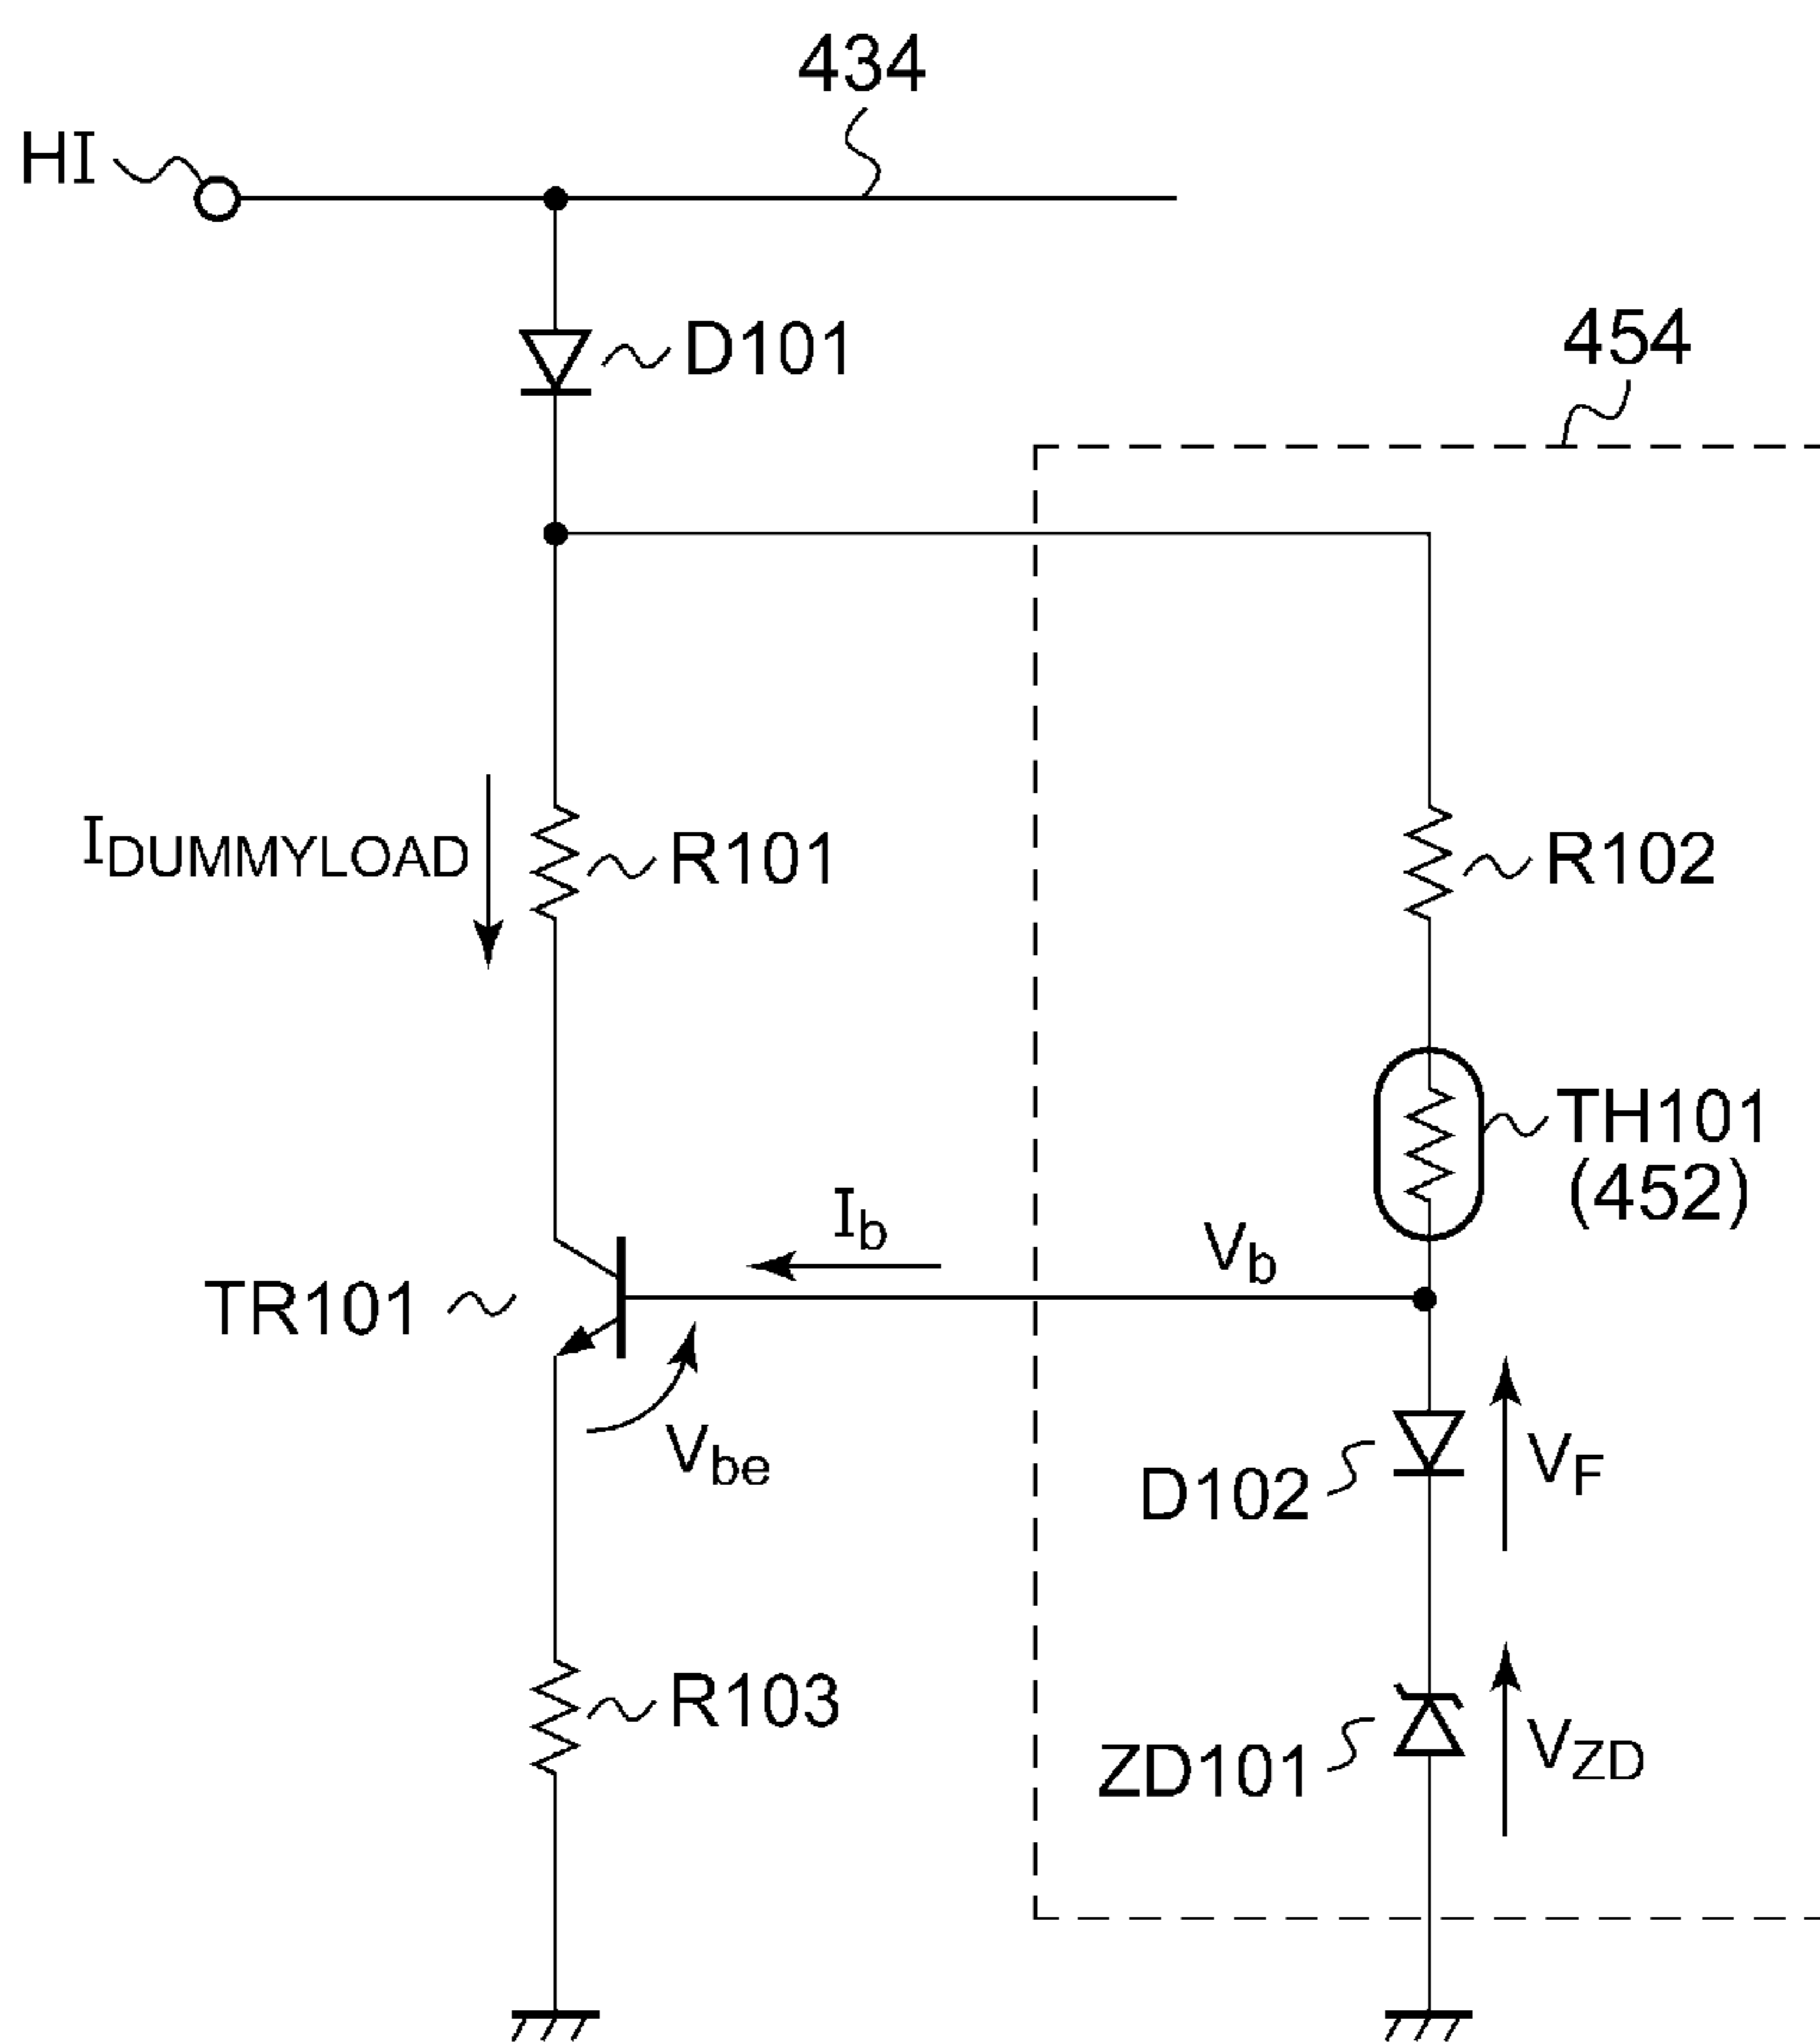 434
HI
D101
454
IDUMMYLOAD
R101
R102
TH101
(452)
Ib
Vb
TR101
Vbe
D102
VF
R103
ZD101
VZD